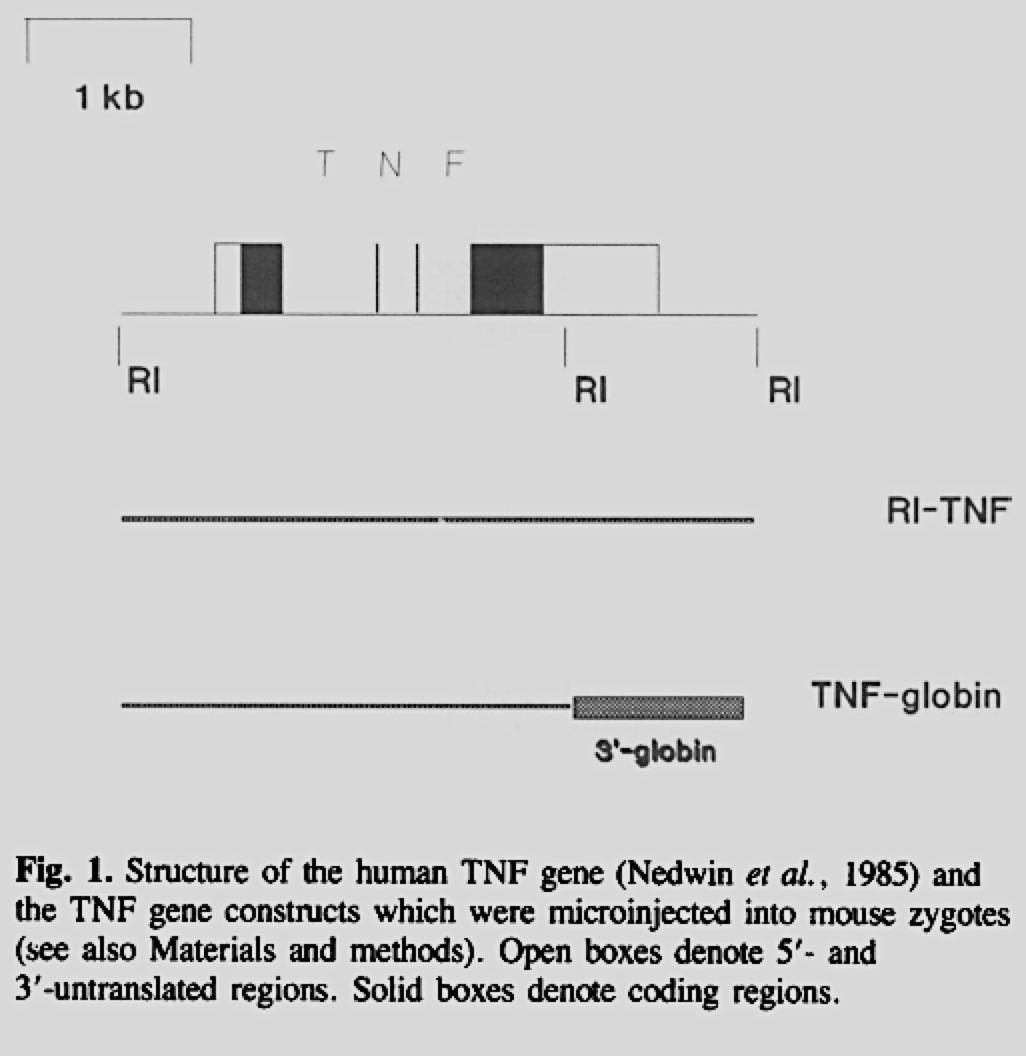 1 kb
T N F
RI
RI
RI
RI-TNF
TNF-globin
3'-globin
Fig. 1. Structure of the human TNF gene (Nedwin et al., 1985) and
the TNF gene constructs which were microinjected into mouse zygotes
(see also Materials and methods). Open boxes denote 5'- and
3'-untranslated regions. Solid boxes denote coding regions.